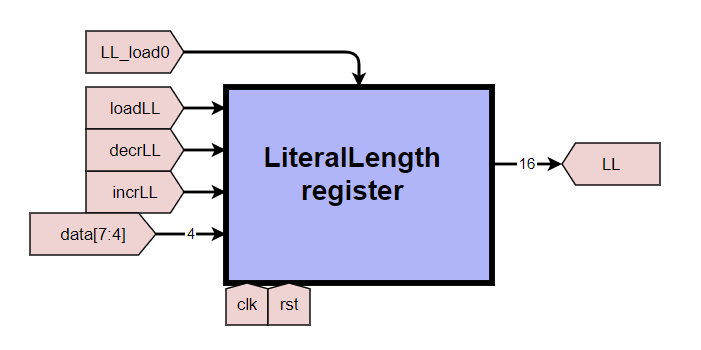 LL_load0
loadLL
decrLL
incrLL
data[7:4]
4
LiteralLength
register
16
LL
clk
rst